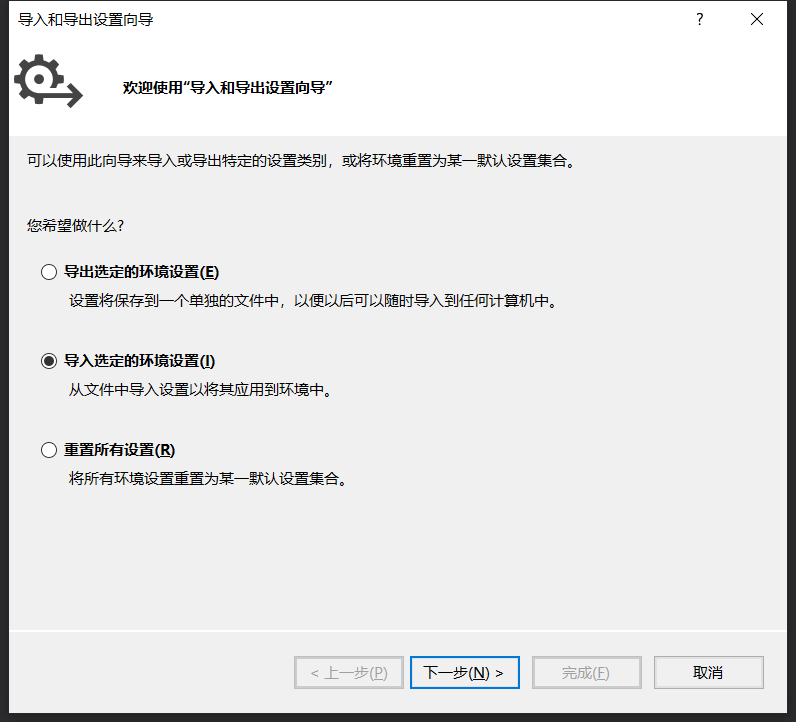 导入和导出设置向导
?
欢迎使用“导入和导出设置向导”
可以使用此向导来导入或导出特定的设置类别，或将环境重置为某一默认设置集合。
您希望做什么?
导出选定的环境设置(E)
设置将保存到一个单独的文件中，以便以后可以随时导入到任何计算机中。
导入选定的环境设置(I)
从文件中导入设置以将其应用到环境中。
重置所有设置(R)
将所有环境设置重置为某一默认设置集合。
< 上一步(P) 下一步(N) > 完成(F) 取消